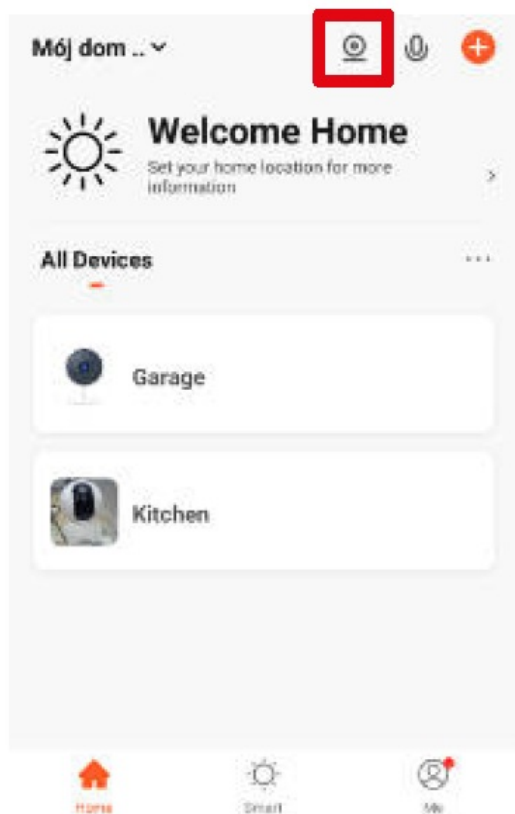 Mój dom ..
Welcome Home
Set your home location for more
information
All Devices
...
Garage
Kitchen
Home
Smart
Me